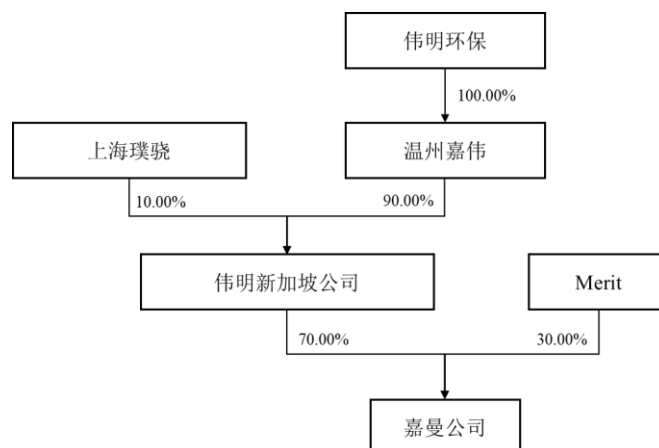 伟明环保
100.00%
上海璞骁
温州嘉伟
10.00%
90.00%
伟明新加坡公司
Merit
70.00%
30.00%
嘉曼公司